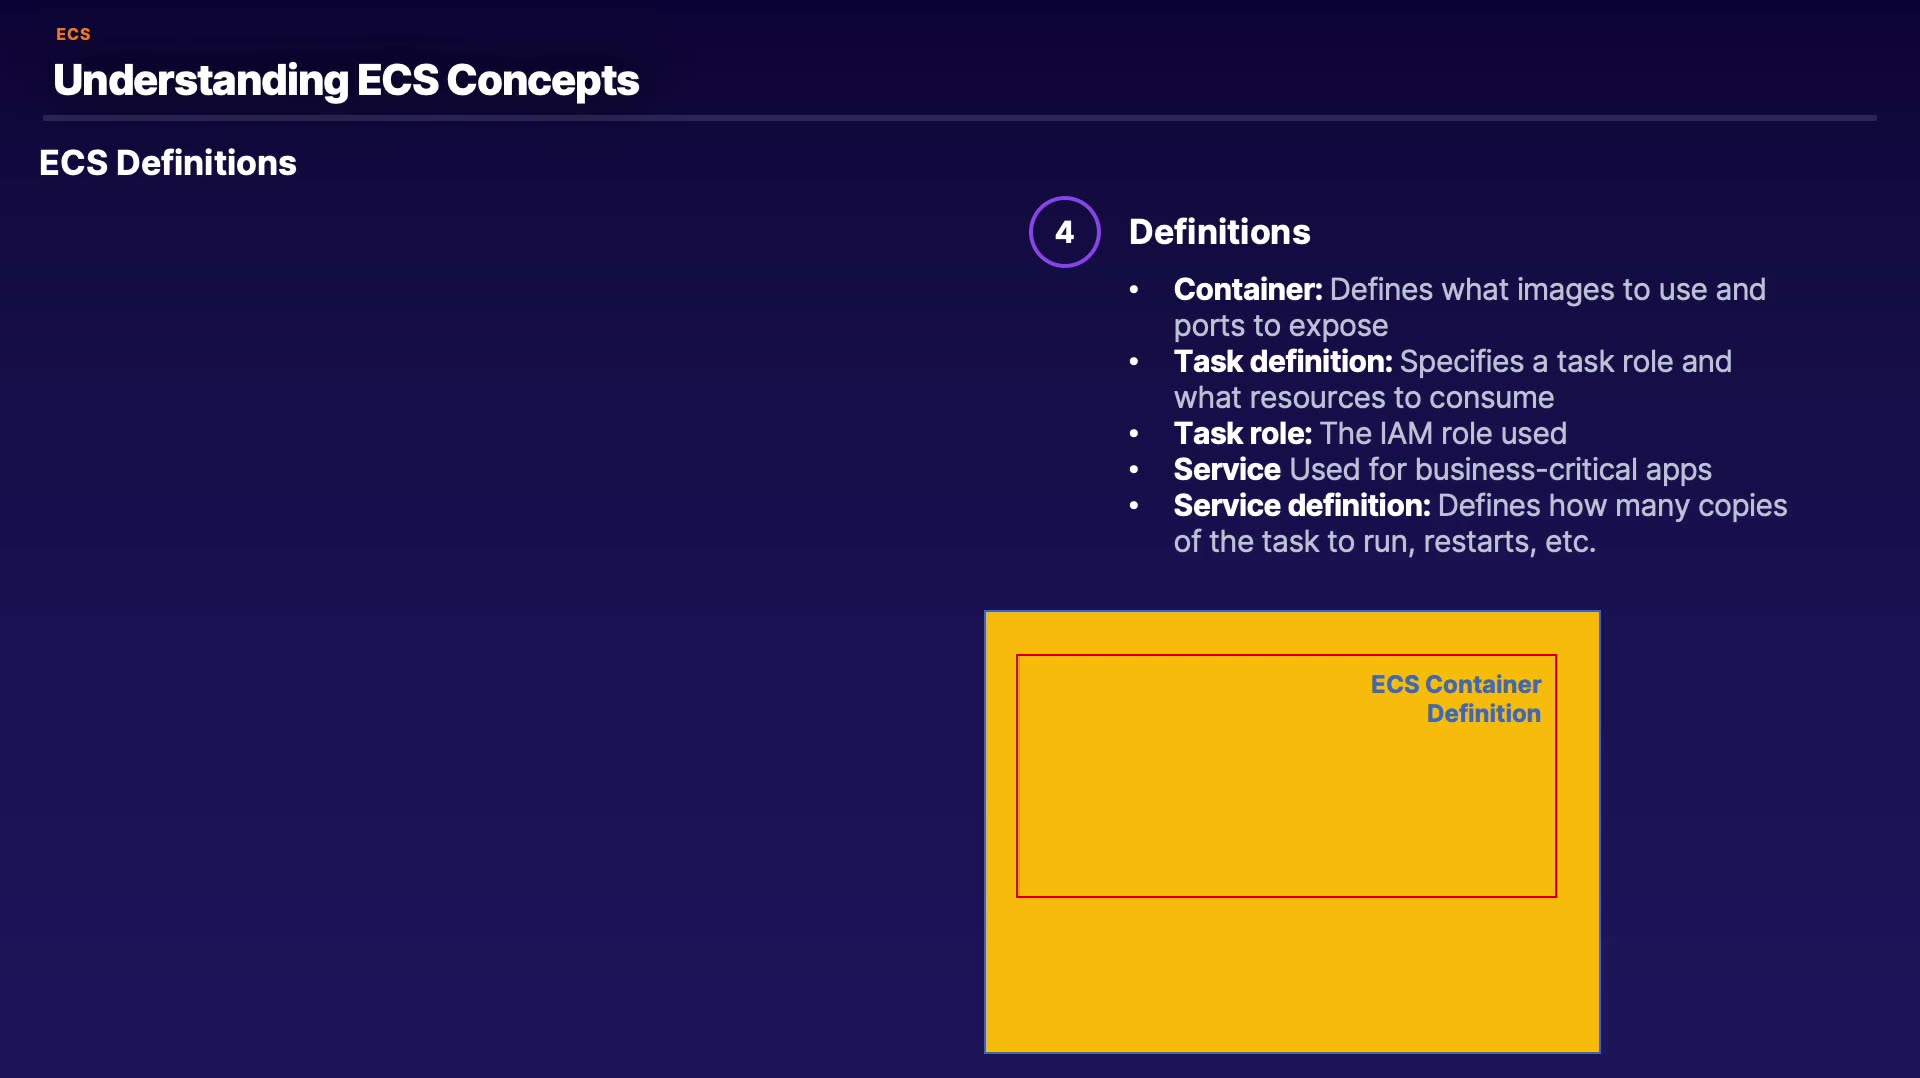 ECS
Understanding ECS Concepts
ECS Definitions
4
Definitions
• Container: Defines what images to use and
ports to expose
• Task definition: Specifies a task role and
what resources to consume
• Task role: The IAM role used
• Service Used for business-critical apps
• Service definition: Defines how many copies
of the task to run, restarts, etc.
ECS Container
Definition